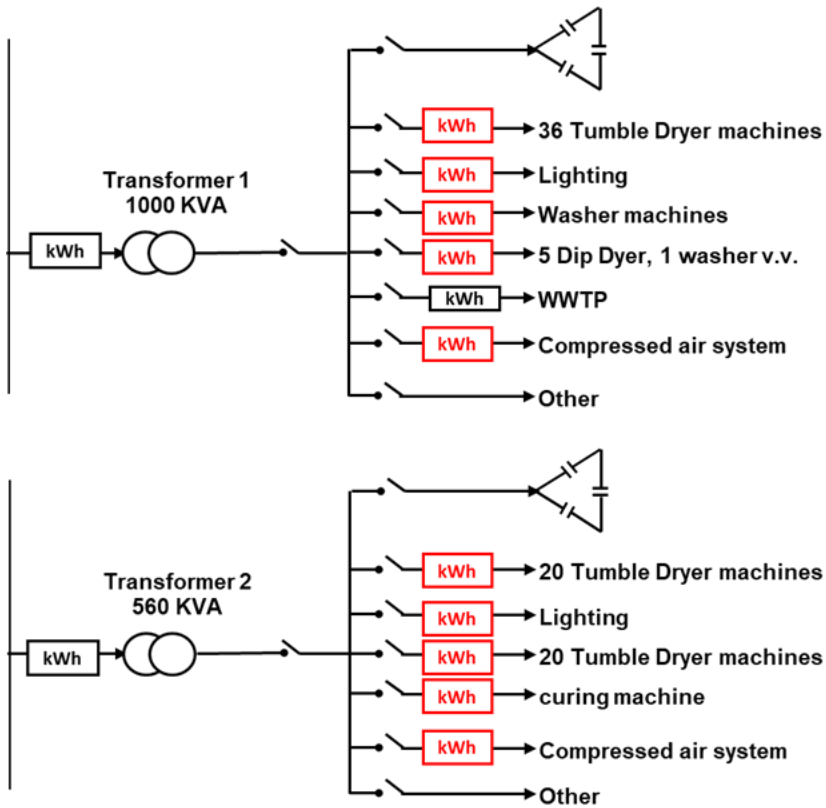 kWh
36 Tumble Dryer machines
Transformer 1
1000 KVA
kWh
Lighting
kWh
Washer machines
kWh
kWh
5 Dip Dyer, 1 washer v.v.
kWh
WWTP
kWh
Compressed air system
Other
kWh
20 Tumble Dryer machines
Transformer 2
560 KVA
kWh
Lighting
kWh
kWh
20 Tumble Dryer machines
kWh
curing machine
kWh
Compressed air system
Other